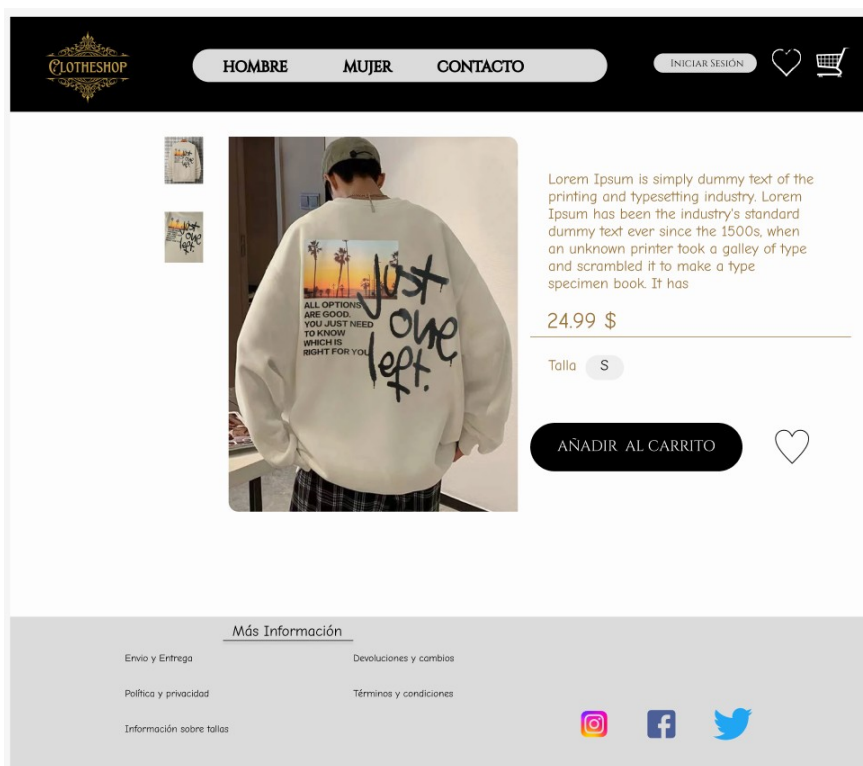 CLOTHESHOP
HOMBRE MUJER CONTACTO
INICIAR SESIÓN
Lorem Ipsum is simply dummy text of the
printing and typesetting industry. Lorem
Ipsum has been the industry's standard
dummy text ever since the 1500s, when
an unknown printer took a galley of type
and scrambled it to make a type
specimen book. It has
24.99 $
Talla S
AÑADIR AL CARRITO
just
one
left.
ALL OPTIONS
ARE GOOD.
YOU JUST NEED
TO KNOW
WHICH IS
RIGHT FOR YOU
Más Información
Envio y Entrega
Devoluciones y cambios
Política y privacidad
Términos y condiciones
Información sobre tallas